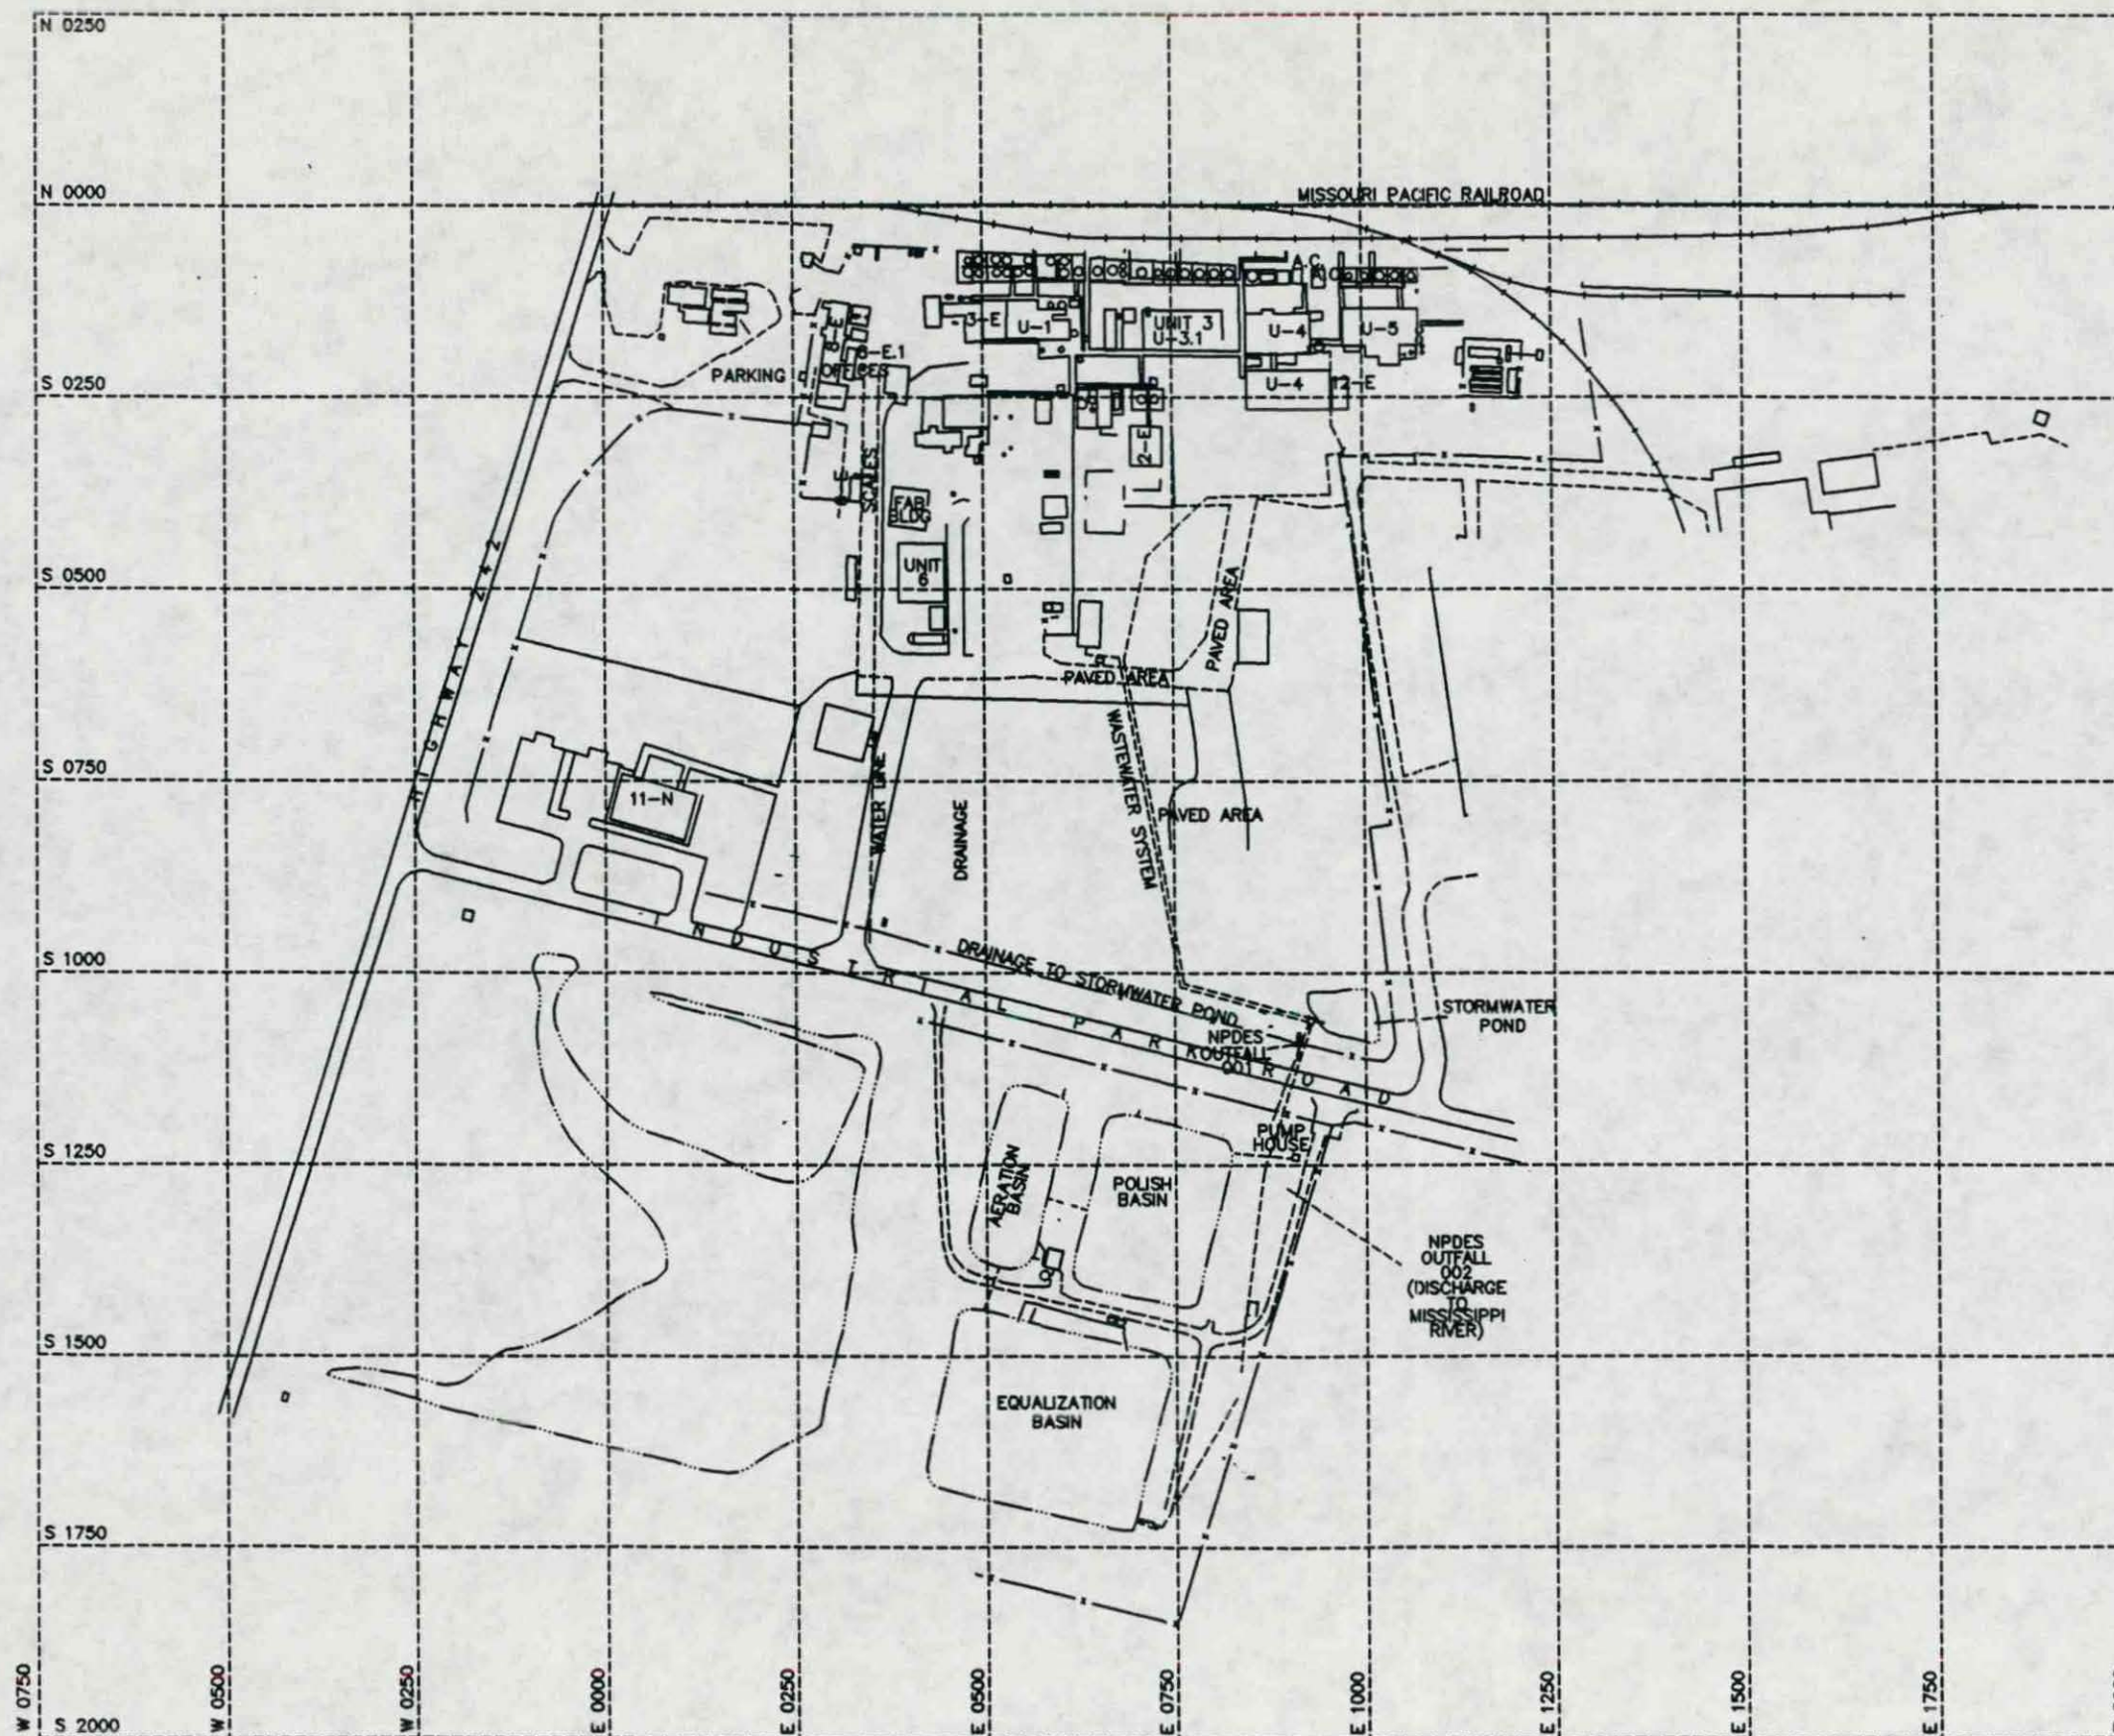 N 0250
N 0000
MISSOURI PACIFIC RAILROAD
A.C.
3-E
U-1
UNIT 3
U-3.1
U-4
U-5
8-E
8-E.1
PARKING
OFFICES
S 0250
U-4
12-E
2-E
SCALES
FAB
BLDG
HIGHWAY 242
S 0500
UNIT
6
PAVED AREA
PAVED AREA
WASTEWATER SYSTEM
S 0750
11-N
WATER LINE
DRAINAGE
PAVED AREA
S 1000
DRAINAGE TO STORMWATER POND
INDUSTRIAL PARK ROAD
STORMWATER
POND
NPDES
OUTFALL
001
PUMP
HOUSE
S 1250
AERATION
BASIN
POLISH
BASIN
NPDES
OUTFALL
002
(DISCHARGE
TO
MISSISSIPPI
RIVER)
S 1500
EQUALIZATION
BASIN
S 1750
S 2000
W 0750
W 0500
W 0250
E 0000
E 0250
E 0500
E 0750
E 1000
E 1250
E 1500
E 1750